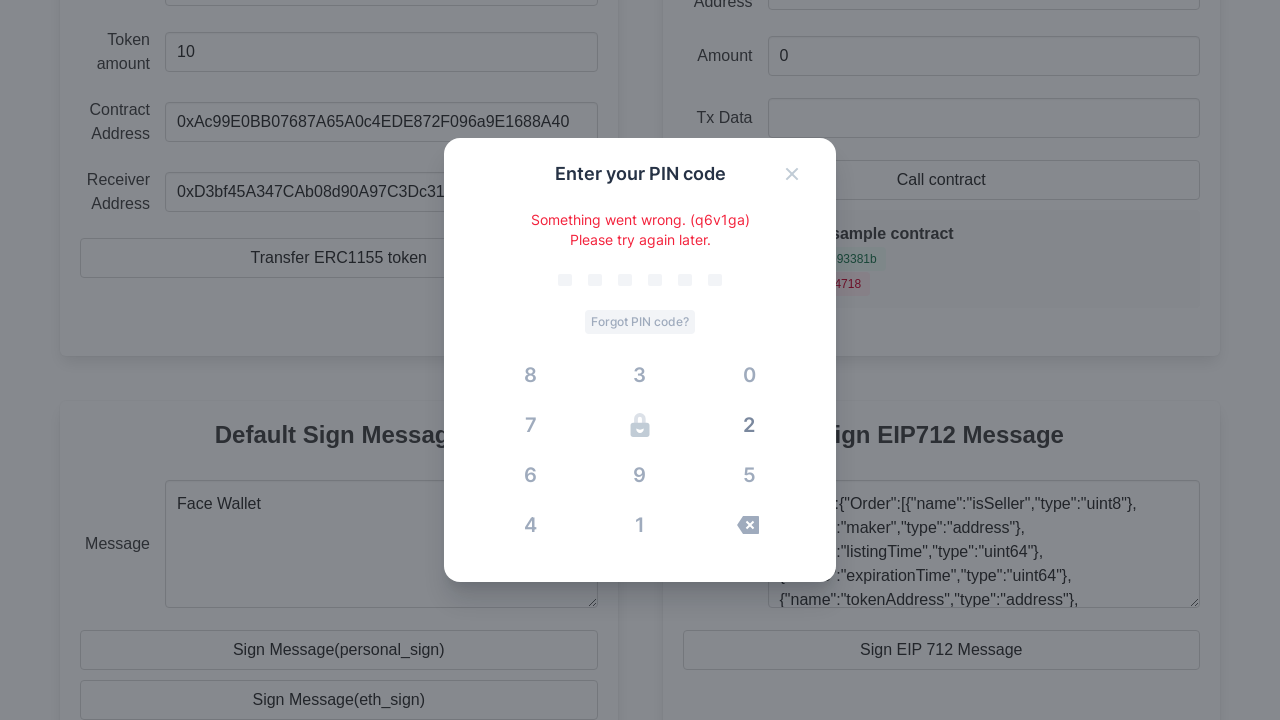 Token
amount
10
Contract
Address
0xAc99E0BB07687A65A0c4EDE872F096a9E1688A40
Receiver
Address
0xD3bf45A347CAb08d90A97C3Dc31
Transfer ERC1155 token
Address
Amount
0
Tx Data
Call contract
sample contract
93381b
4718
Enter your PIN code
Something went wrong. (q6v1ga)
Please try again later.
Forgot PIN code?
8 3 0
7 2
6 9 5
4 1
Default Sign Messag
Message
Face Wallet
Sign Message(personal_sign)
Sign Message(eth_sign)
ign EIP712 Message
:{"Order":[{"name":"isSeller","type":"uint8"},
:"maker","type":"address"},
:"listingTime","type":"uint64"},
"expirationTime","type":"uint64"},
{"name":"tokenAddress","type":"address"},
Sign EIP 712 Message